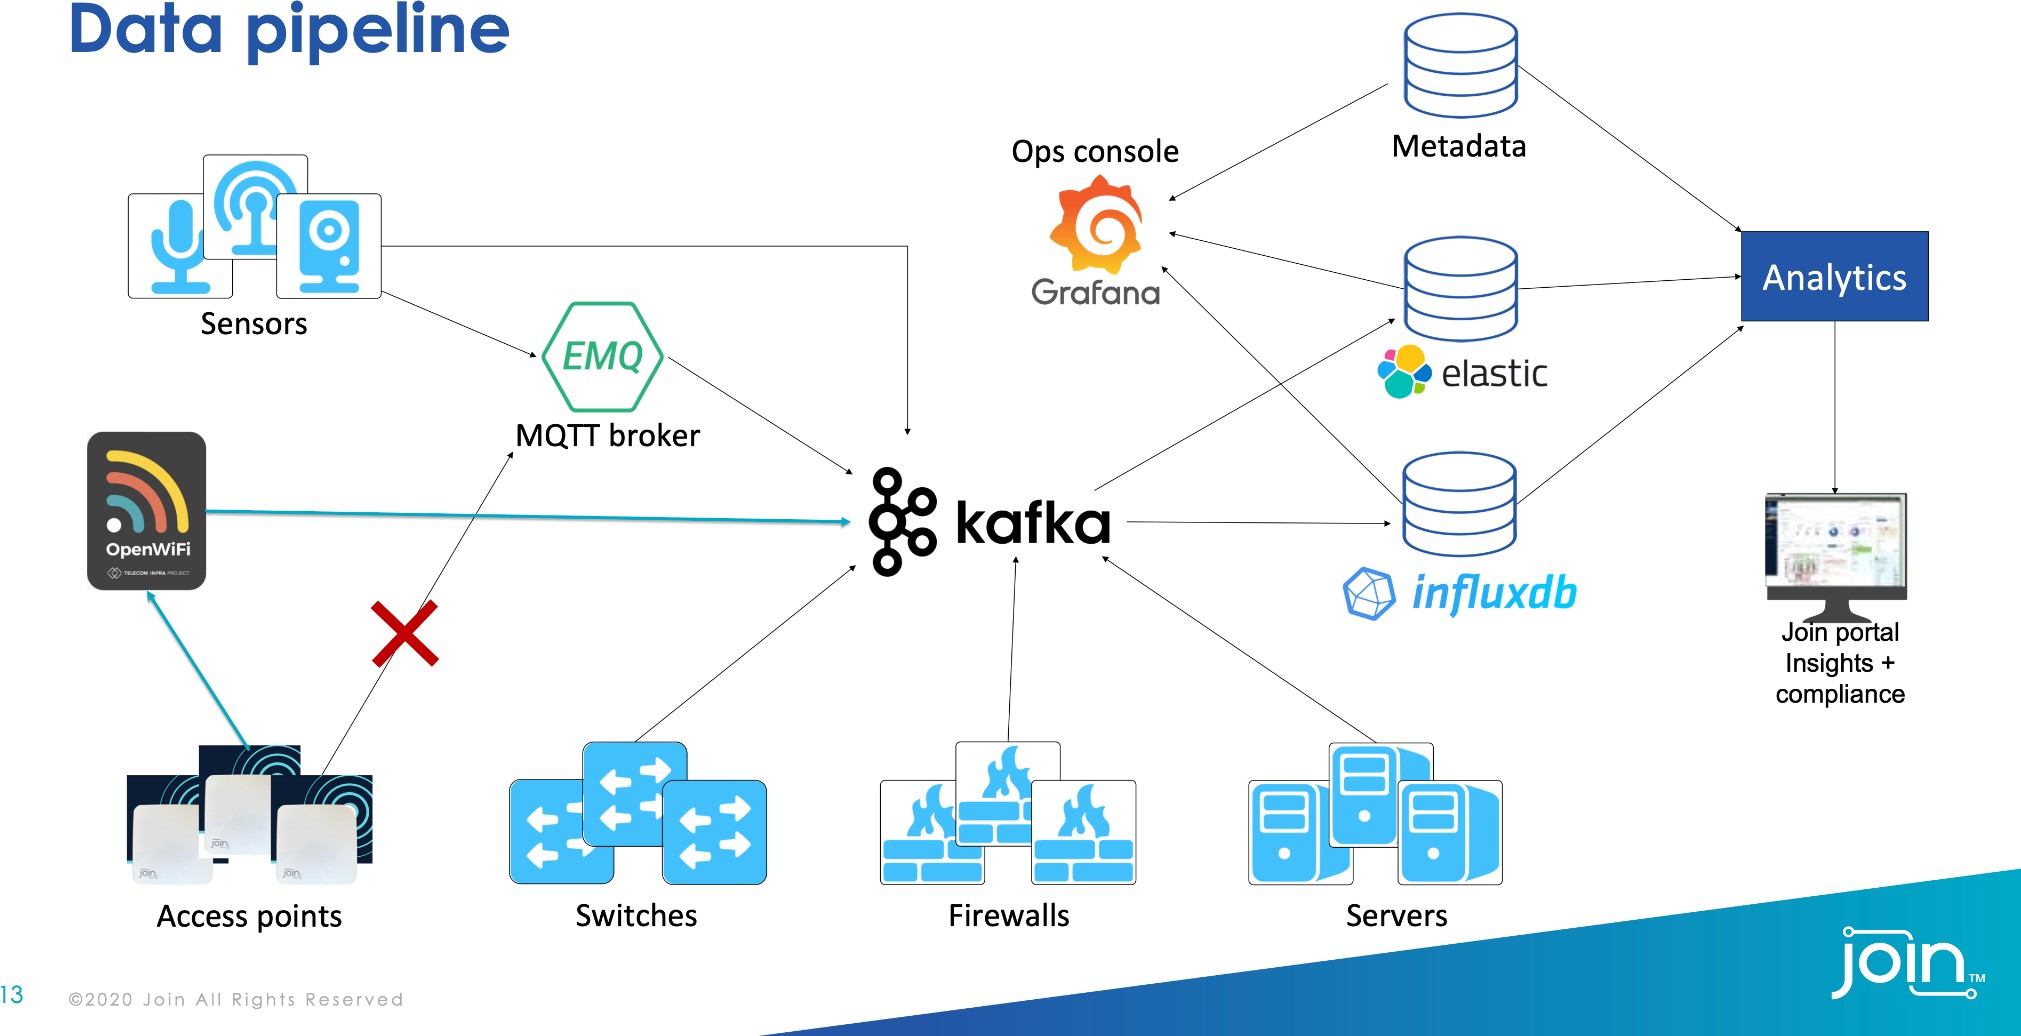 Data pipeline
Ops console
Metadata
Grafana
Sensors
EMQ
MQTT broker
elastic
Analytics
OpenWiFi
TELECOM INFRA PROJECT
kafka
influxdb
Join portal
Insights +
compliance
join
join
join
Access points
Switches
Firewalls
Servers
join™
13
©2020 Join All Rights Reserved